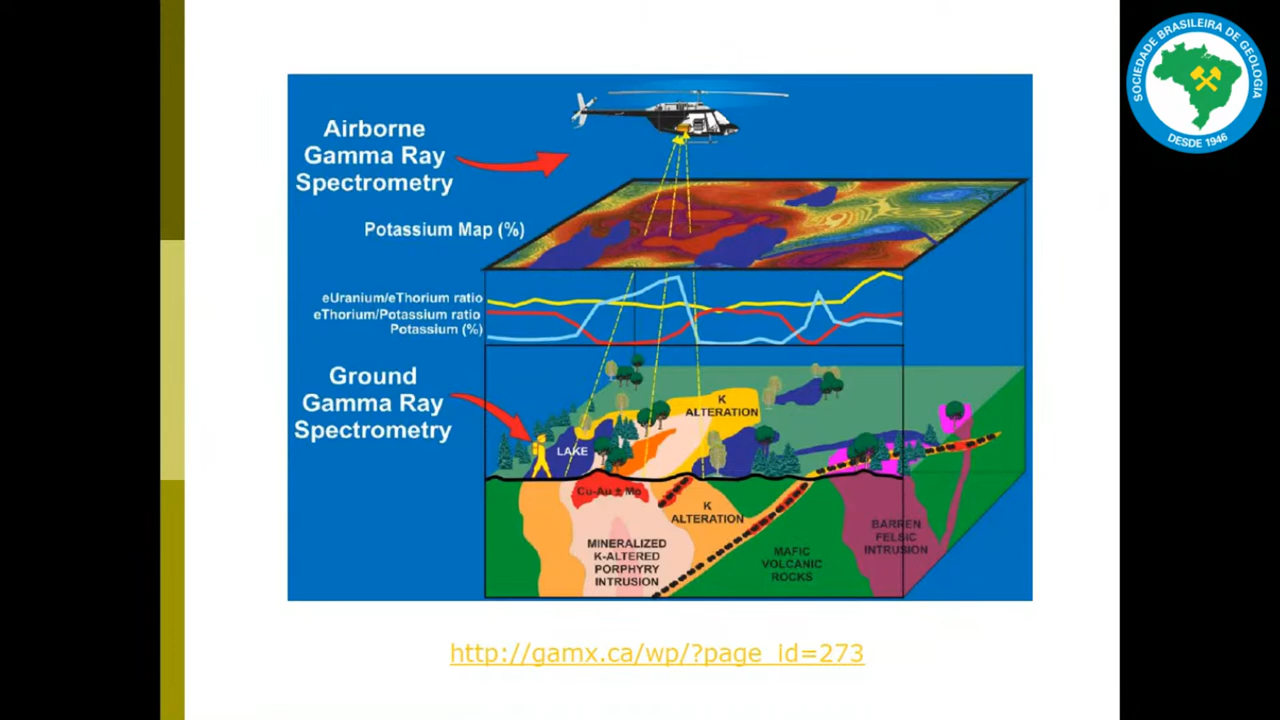 SOCIEDADE BRASILEIRA DE GEOLOGIA
DESDE 1946
Airborne
Gamma Ray
Spectrometry
Potassium Map (%)
eUranium/eThorium ratio
eThorium/Potassium ratio
Potassium (%)
Ground
Gamma Ray
Spectrometry
K
ALTERATION
LAKE
Cu-Au ± Mo
K
ALTERATION
MINERALIZED
K-ALTERED
PORPHYRY
INTRUSION
MAFIC
VOLCANIC
ROCKS
BARREN
FELSIC
INTRUSION
http://gamx.ca/wp/?page_id=273